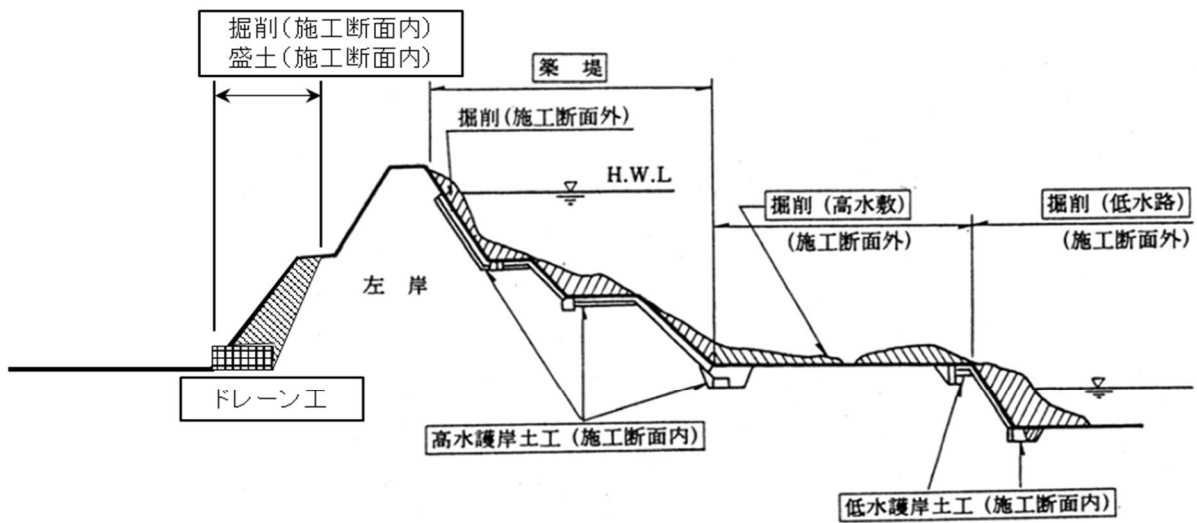 掘削(施工断面内)
盛土(施工断面内)
築 堤
掘削(施工断面外)
H.W.L
掘削(高水敷)
(施工断面外)
掘削(低水路)
(施工断面外)
左 岸
ドレーン工
高水護岸土工(施工断面内)
低水護岸土工(施工断面内)